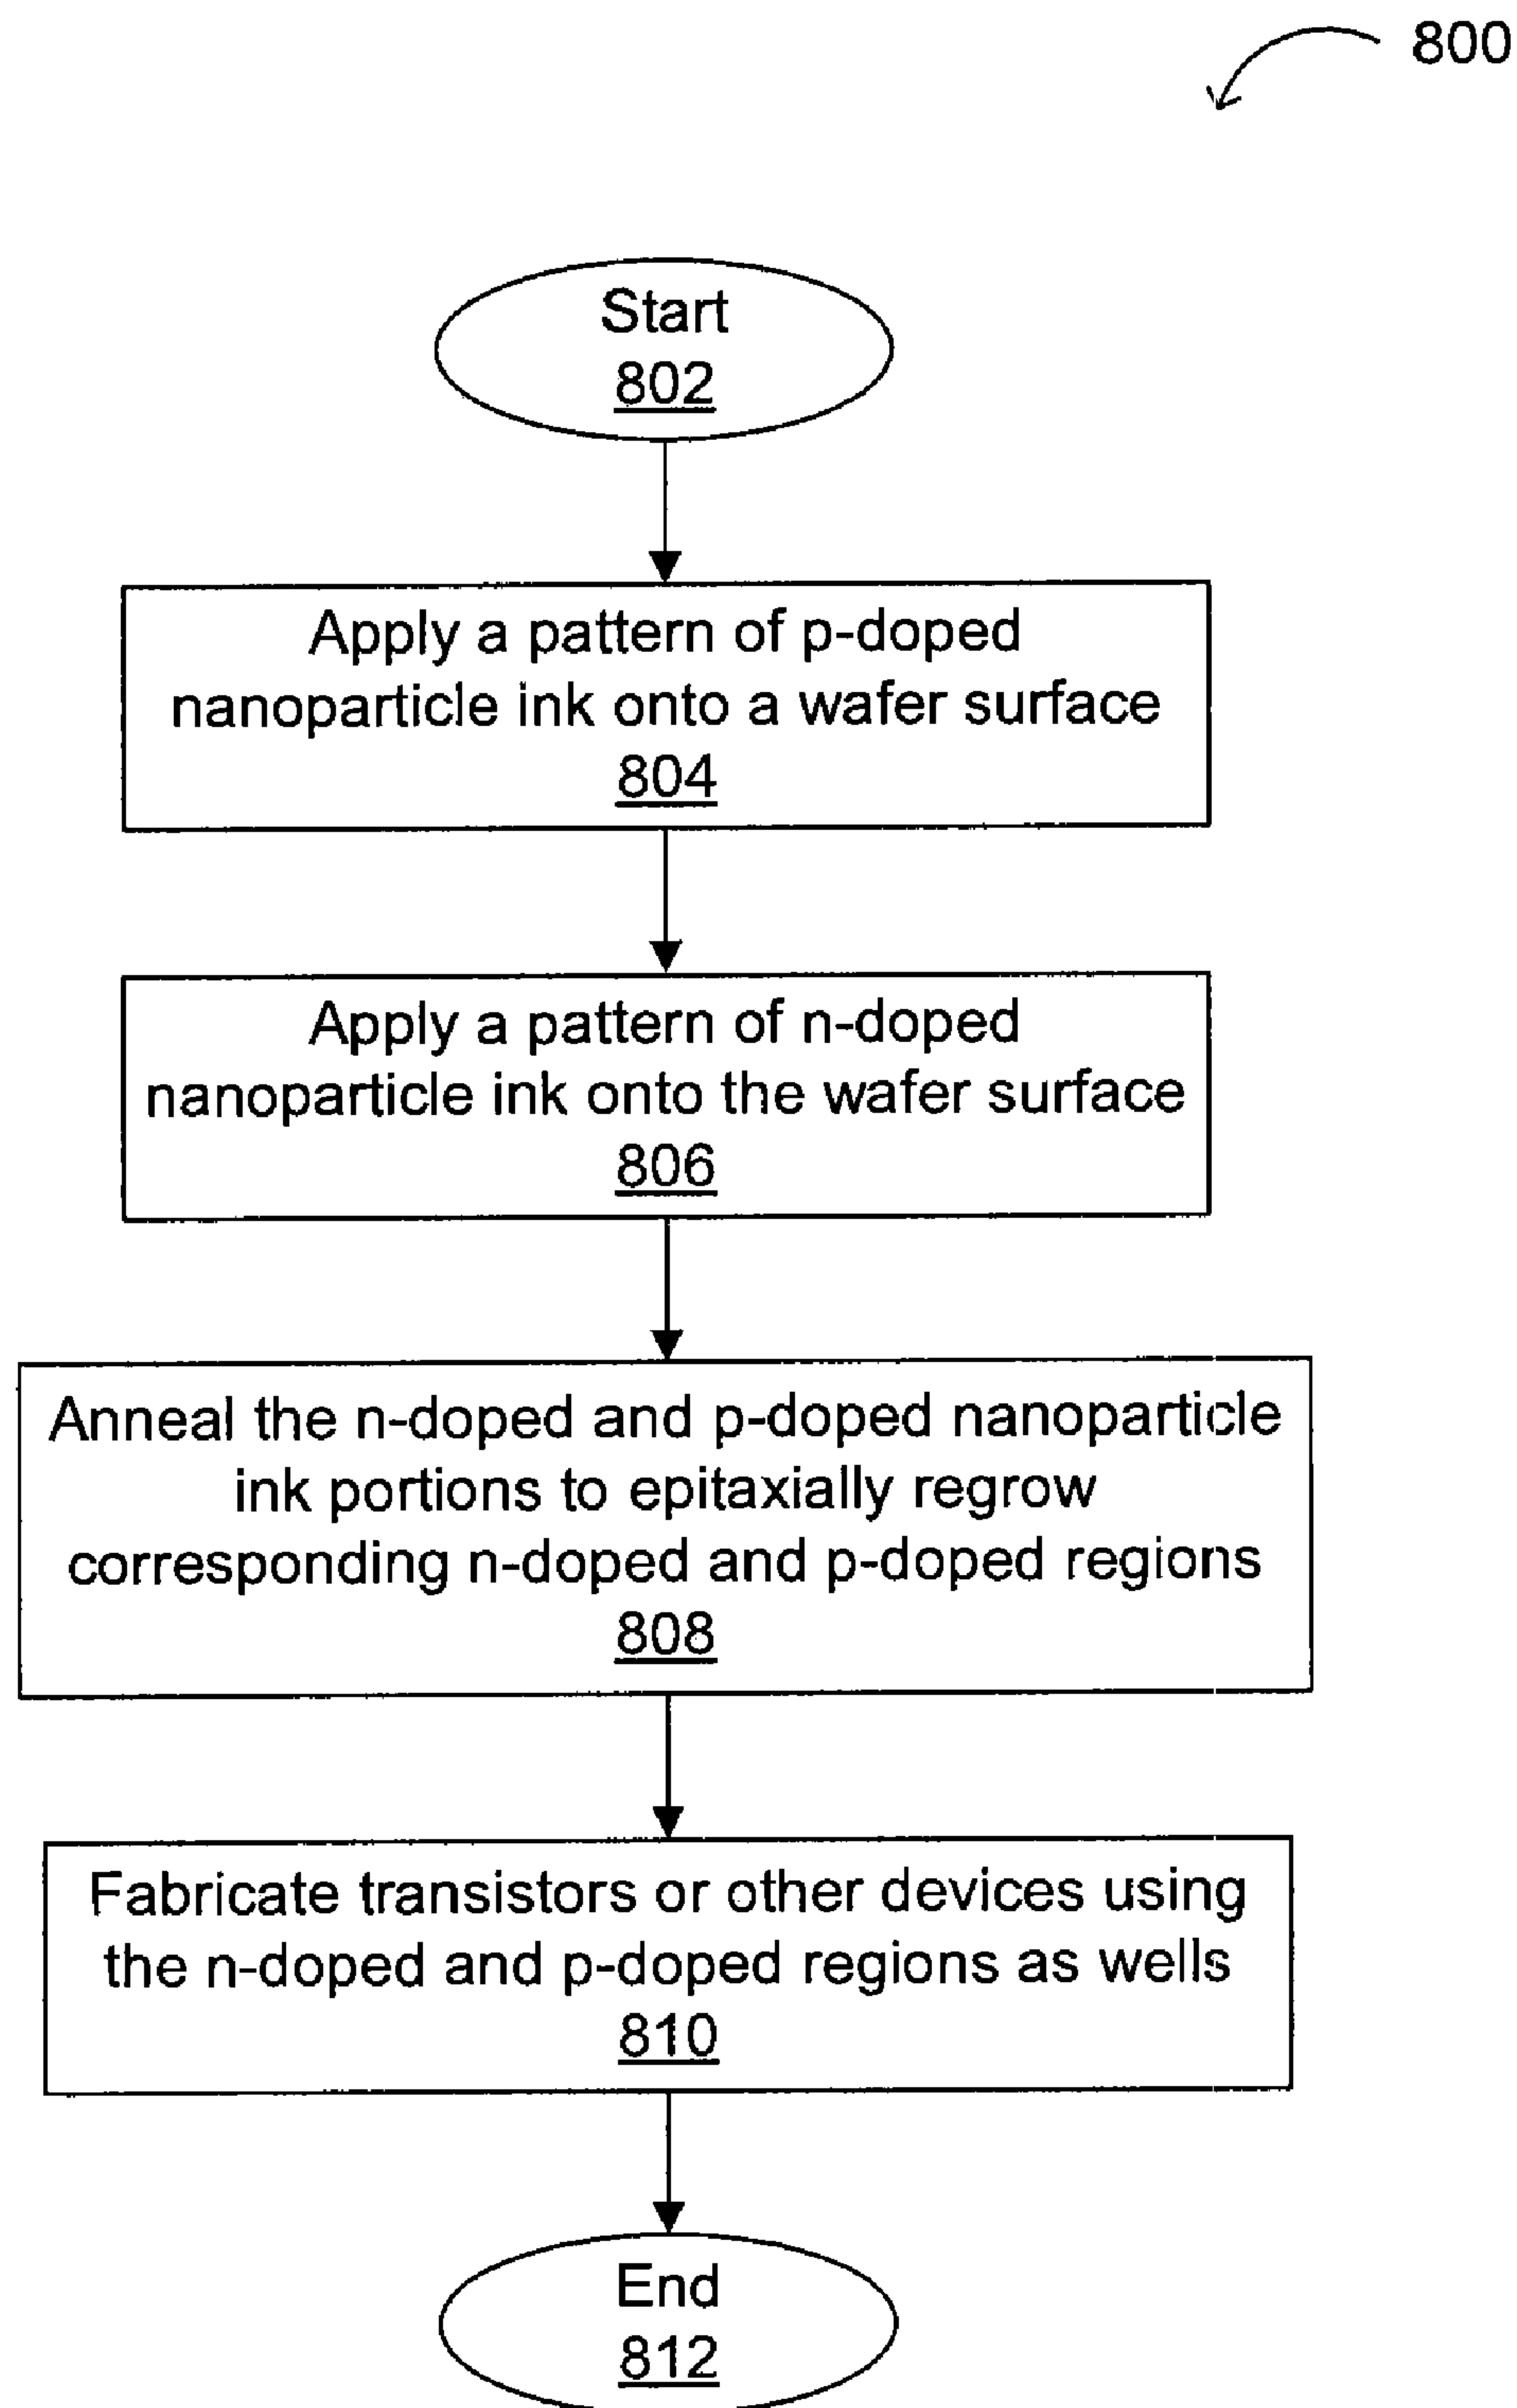 800
Start
802
Apply a pattern of p-doped
nanoparticle ink onto a wafer surface
804
Apply a pattern of n-doped
nanoparticle ink onto the wafer surface
806
Anneal the n-doped and p-doped nanoparticle
ink portions to epitaxially regrow
corresponding n-doped and p-doped regions
808
Fabricate transistors or other devices using
the n-doped and p-doped regions as wells
810
End
812